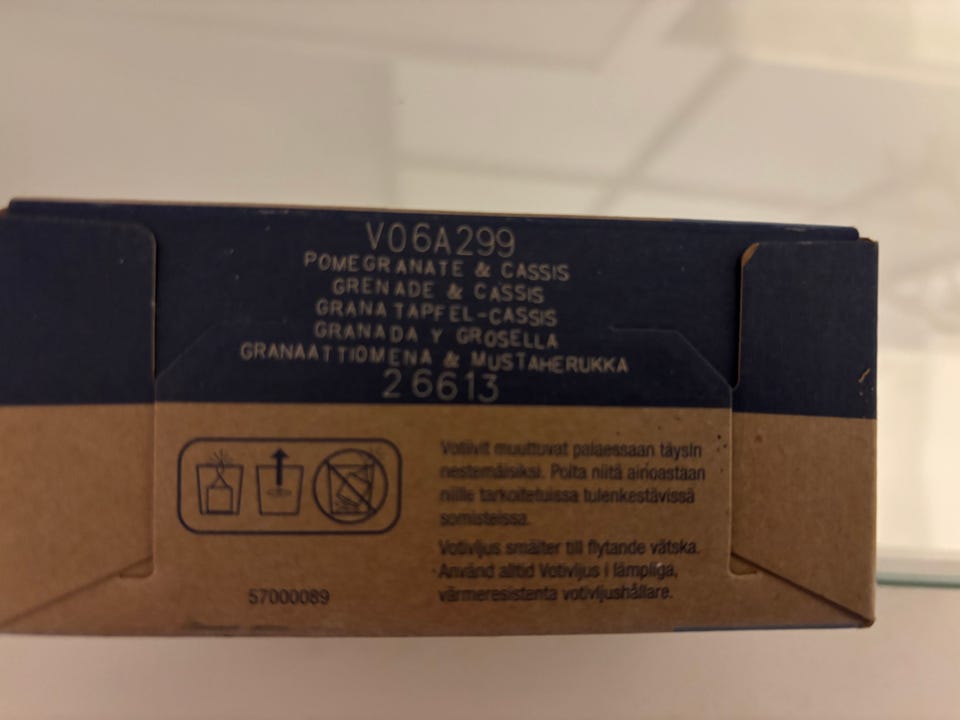 V06A299
POMEGRANATE & CASSIS
GRENADE & CASSIS
GRANATAPFEL-CASSIS
GRANADA Y GROSELLA
GRANAATTIOMENA & MUSTAHERUKKA
26613
Votiivit muuttuvat palaessaan täysin
nestemäisiksi. Polta niitä ainoastaan
niille tarkoitetuissa tulenkestävissä
somisteissa.
Votivljus smälter till flytande vätska.
Använd alltid Votivljus i lämpliga,
värmeresistenta votivljushållare.
57000089